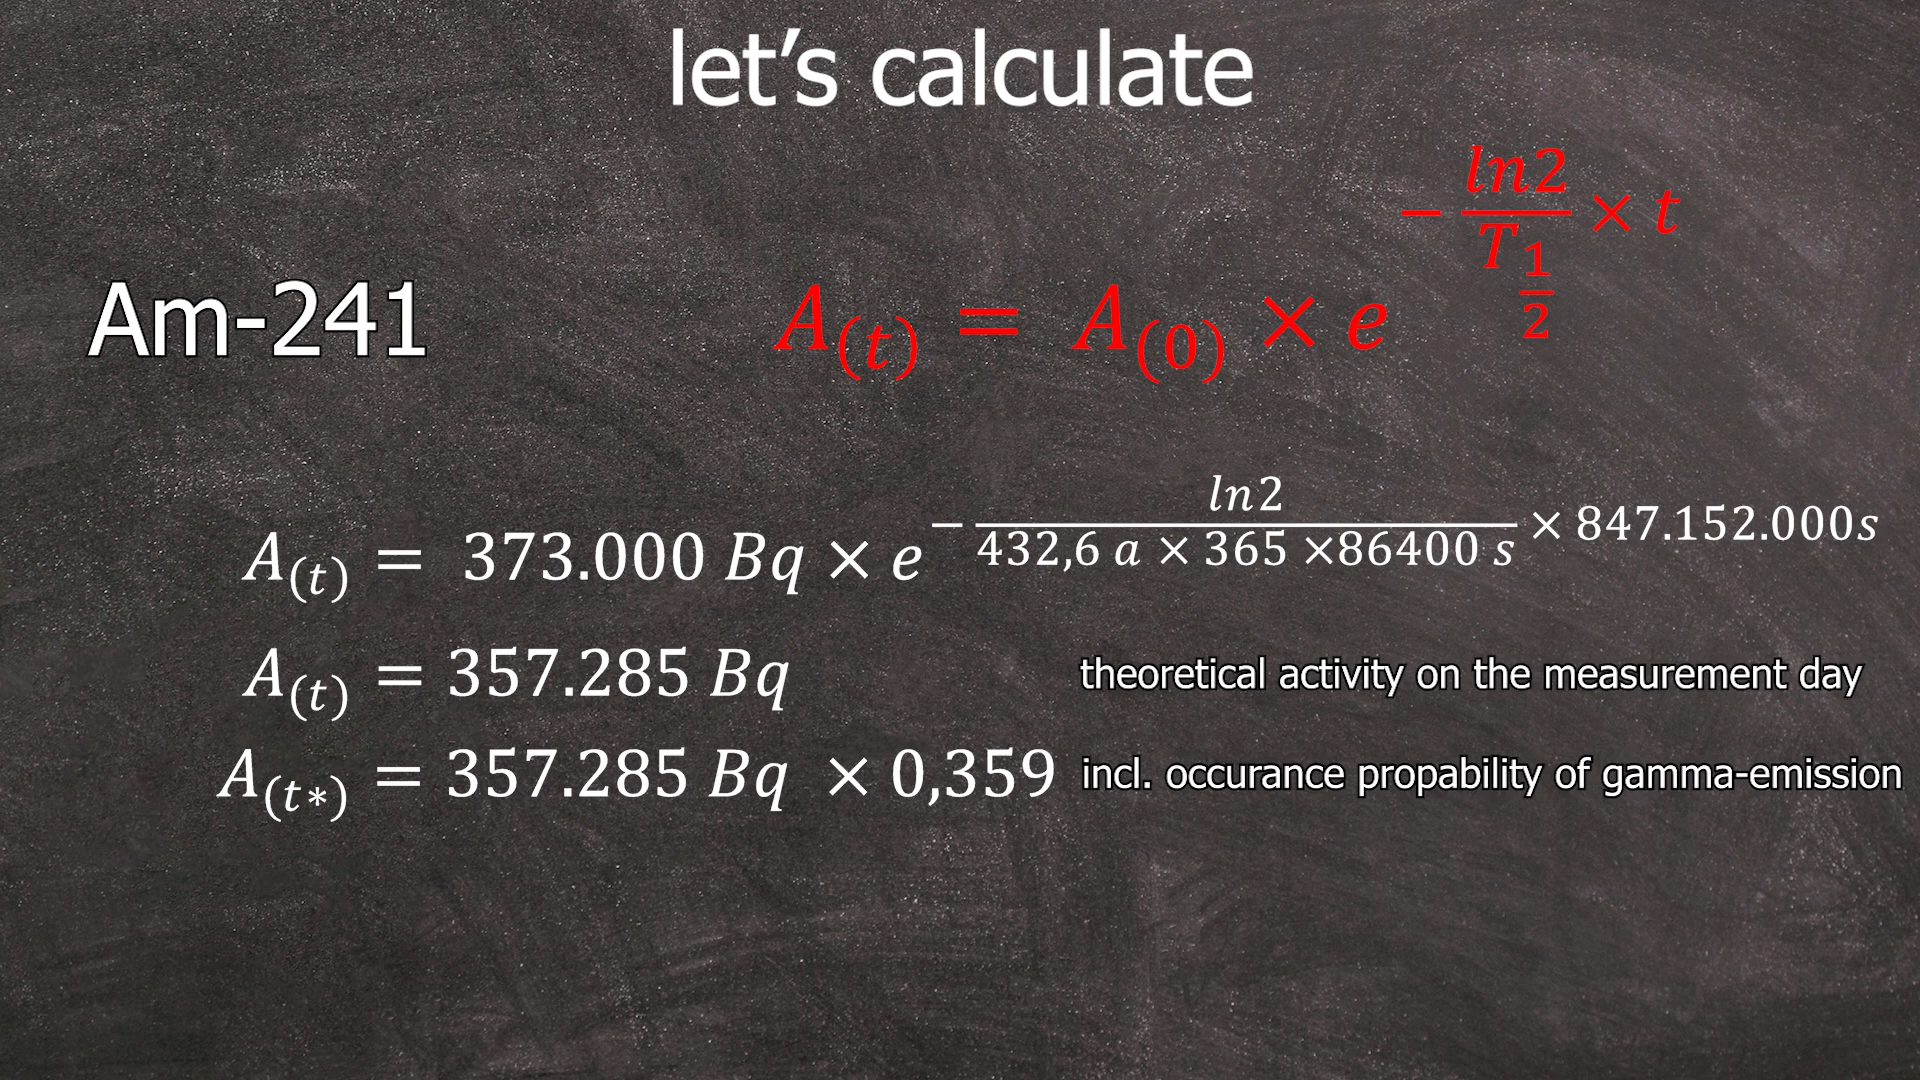 let's calculate
Am-241
A(t) = A(0) × e^(-ln2/T1/2 × t)
A(t) = 373.000 Bq × e^(-ln2/(432,6 a × 365 ×86400 s) × 847.152.000s)
A(t) = 357.285 Bq theoretical activity on the measurement day
A(t*) = 357.285 Bq × 0,359 incl. occurance propability of gamma-emission